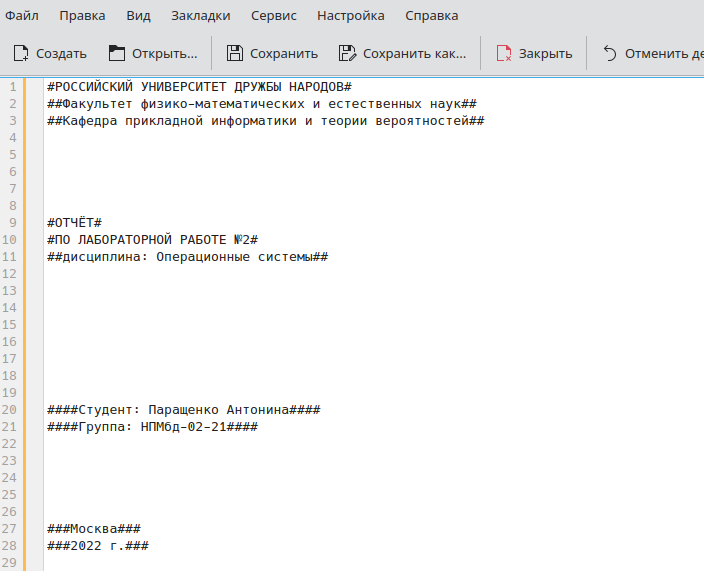 Файл Правка Вид Закладки Сервис Настройка Справка
Создать Открыть... Сохранить Сохранить как... Закрыть Отменить де
1 #РОССИЙСКИЙ УНИВЕРСИТЕТ ДРУЖБЫ НАРОДОВ#
2 ##Факультет физико-математических и естественных наук##
3 ##Кафедра прикладной информатики и теории вероятностей##
4
5
6
7
8
9 #ОТЧЁТ#
10 #ПО ЛАБОРАТОРНОЙ РАБОТЕ №2#
11 ##дисциплина: Операционные системы##
12
13
14
15
16
17
18
19
20 ####Студент: Паращенко Антонина####
21 ####Группа: НПМбд-02-21####
22
23
24
25
26
27 ###Москва###
28 ###2022 г.###
29